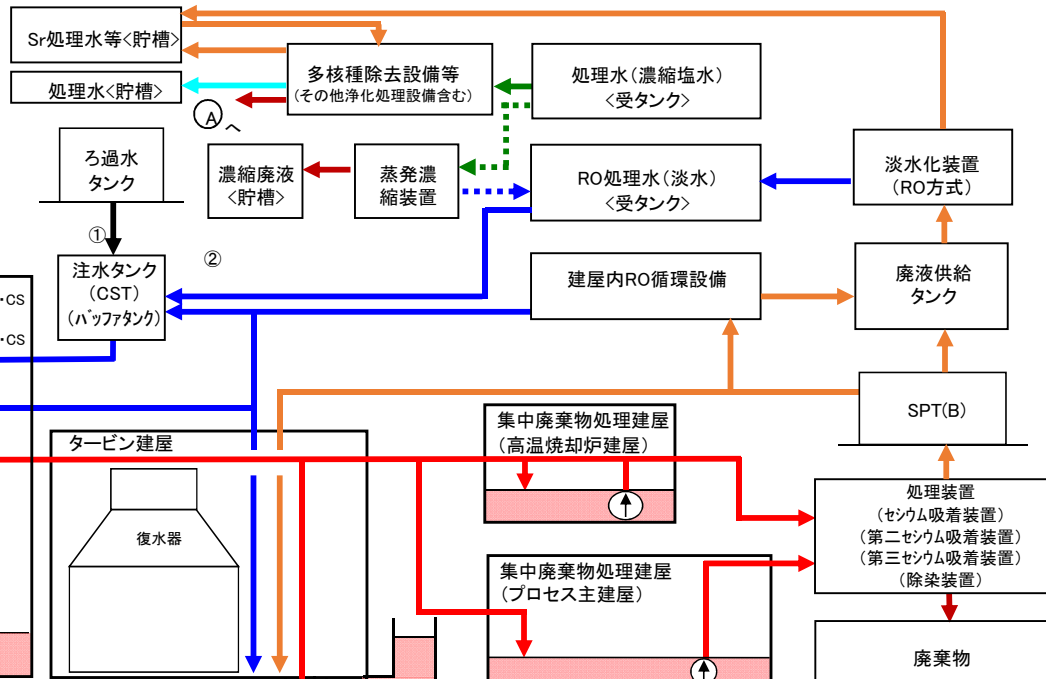 Sr処理水等<貯槽>
処理水<貯槽>
A
へ
多核種除去設備等
(その他浄化処理設備含む)
処理水(濃縮塩水)
<受タンク>
ろ過水
タンク
濃縮廃液
<貯槽>
蒸発濃
縮装置
RO処理水(淡水)
<受タンク>
淡水化装置
(RO方式)
①
②
注水タンク
(CST)
(バッファタンク)
建屋内RO循環設備
廃液供給
タンク
・CS
・CS
SPT(B)
タービン建屋
復水器
集中廃棄物処理建屋
(高温焼却炉建屋)
処理装置
(セシウム吸着装置)
(第二セシウム吸着装置)
(第三セシウム吸着装置)
(除染装置)
集中廃棄物処理建屋
(プロセス主建屋)
廃棄物